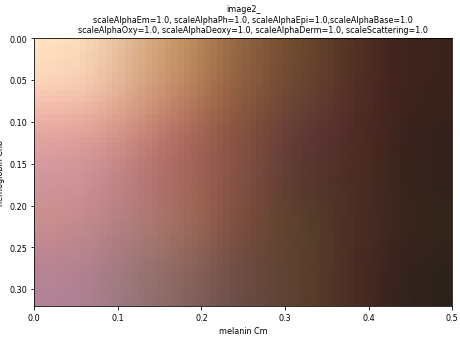 image2_
scaleAlphaEm=1.0, scaleAlphaPh=1.0, scaleAlphaEpi=1.0,scaleAlphaBase=1.0
scaleAlphaOxy=1.0, scaleAlphaDeoxy=1.0, scaleAlphaDerm=1.0, scaleScattering=1.0
0.00
0.05
0.10
0.15
0.20
0.25
0.30
0.0 0.1 0.2 0.3 0.4 0.5
melanin Cm